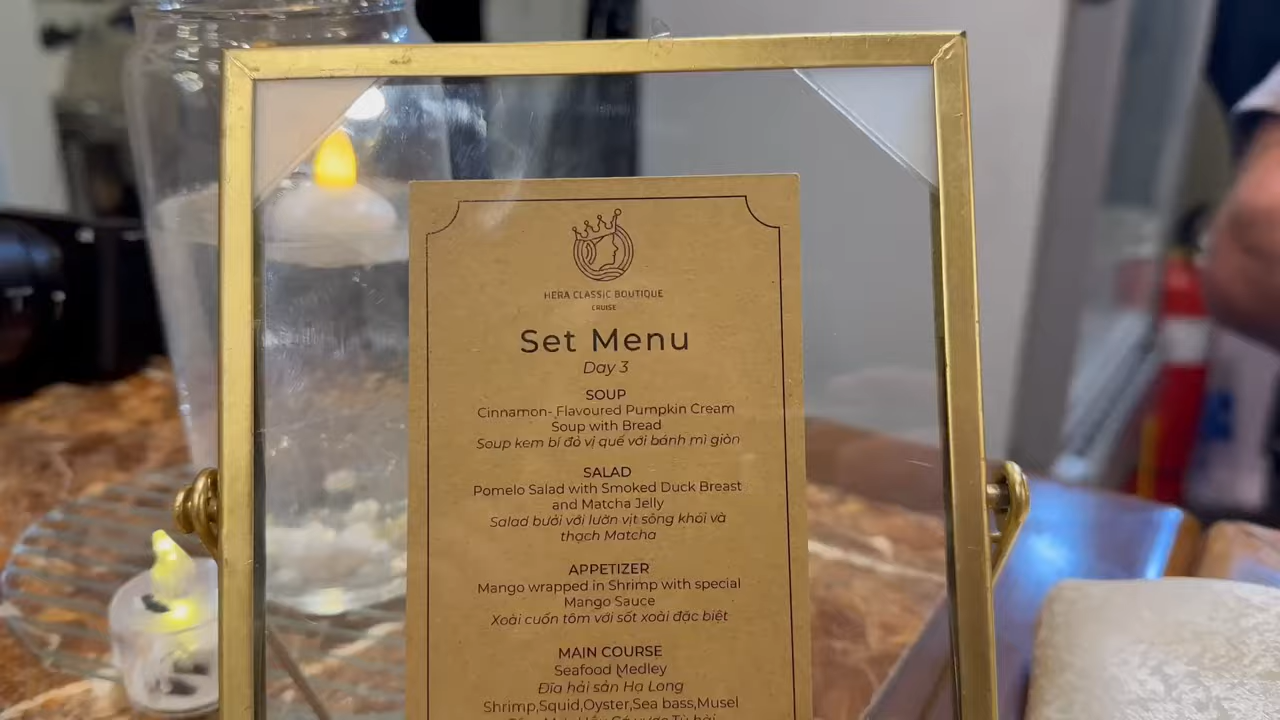 HERA CLASSIC BOUTIQUE
CRUISE
Set Menu
Day 3
SOUP
Cinnamon- Flavoured Pumpkin Cream
Soup with Bread
Soup kem bí đỏ vị quế với bánh mì giòn
SALAD
Pomelo Salad with Smoked Duck Breast
and Matcha Jelly
Salad bưởi với lườn vịt sông khói và
thạch Matcha
APPETIZER
Mango wrapped in Shrimp with special
Mango Sauce
Xoài cuốn tôm với sốt xoài đặc biệt
MAIN COURSE
Seafood Medley
Đĩa hải sản Hạ Long
Shrimp,Squid,Oyster,Sea bass,Musel